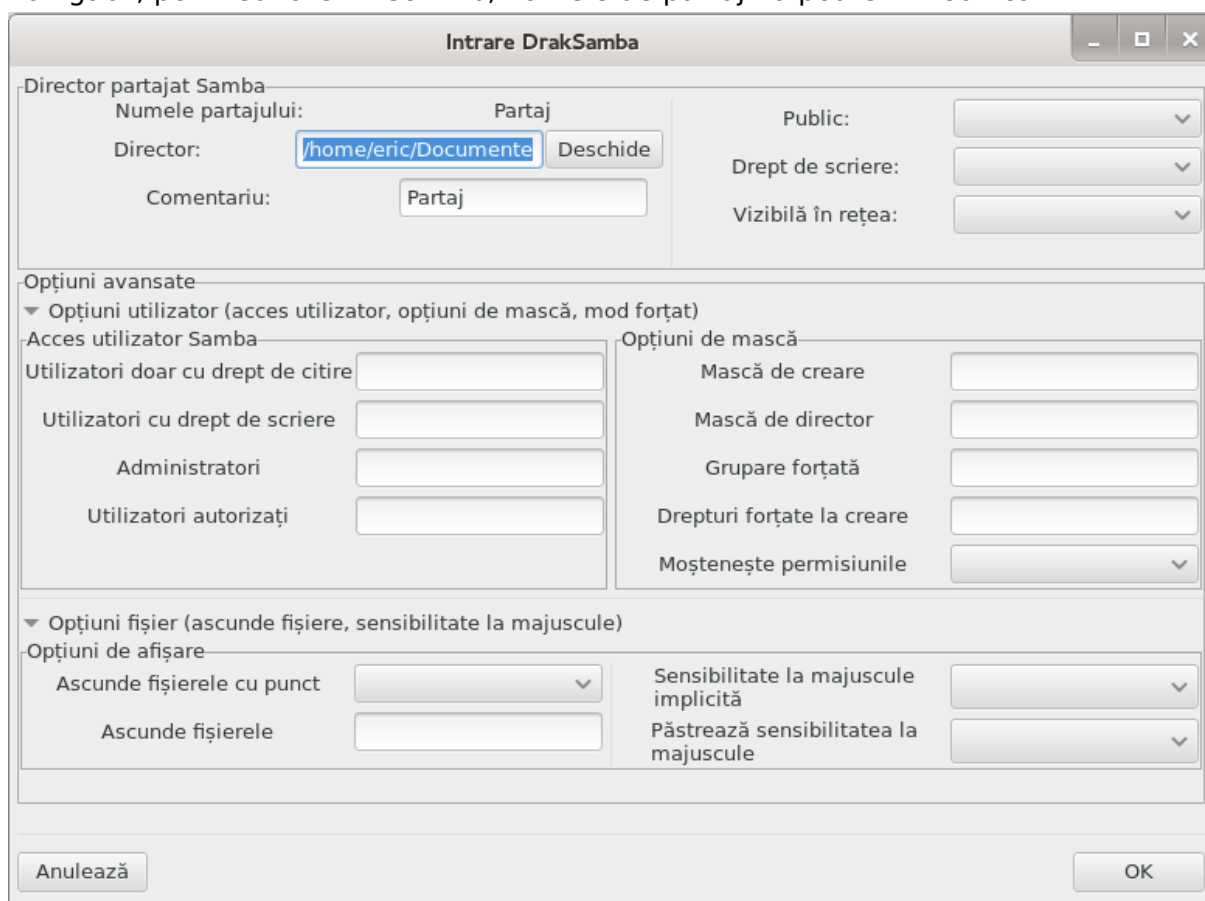 Intrare DrakSamba
Director partajat Samba
Numele partajului: Partaj
Director: /home/eric/Documente Deschide
Comentariu: Partaj
Public:
Drept de scriere:
Vizibilă în rețea:
Opțiuni avansate
Opțiuni utilizator (acces utilizator, opțiuni de mască, mod forțat)
Acces utilizator Samba
Utilizatori doar cu drept de citire
Utilizatori cu drept de scriere
Administratori
Utilizatori autorizați
Opțiuni de mască
Mască de creare
Mască de director
Grupare forțată
Drepturi forțate la creare
Moștenește permisiunile
Opțiuni fișier (ascunde fișiere, sensibilitate la majuscule)
Opțiuni de afișare
Ascunde fișierele cu punct
Ascunde fișierele
Sensibilitate la majuscule
implicită
Păstrează sensibilitatea la
majuscule
Anulează
OK